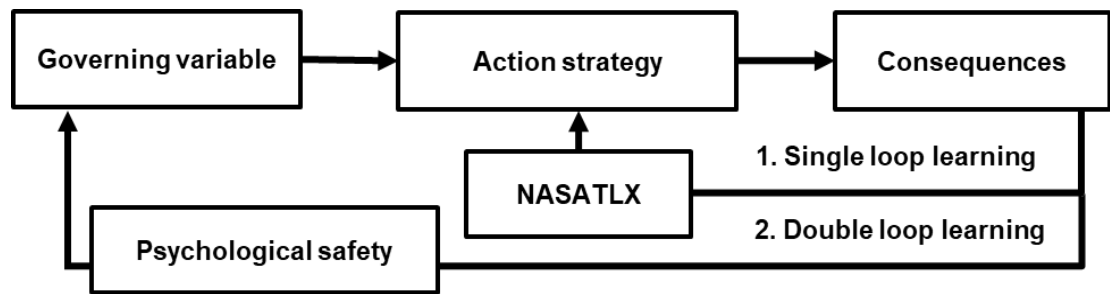 Governing variable
Action strategy
Consequences
1. Single loop learning
NASATLX
2. Double loop learning
Psychological safety